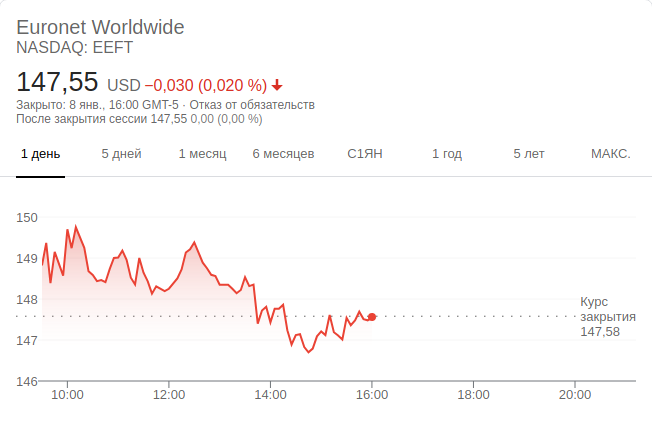 Euronet Worldwide
NASDAQ: EEFT
147,55 USD −0,030 (0,020 %)
Закрыто: 8 янв., 16:00 GMT-5 · Отказ от обязательств
После закрытия сессии 147,55 0,00 (0,00 %)
1 день 5 дней 1 месяц 6 месяцев С1ЯН 1 год 5 лет МАКС.
150
149
148
Курс
закрытия
147,58
147
146
10:00 12:00 14:00 16:00 18:00 20:00